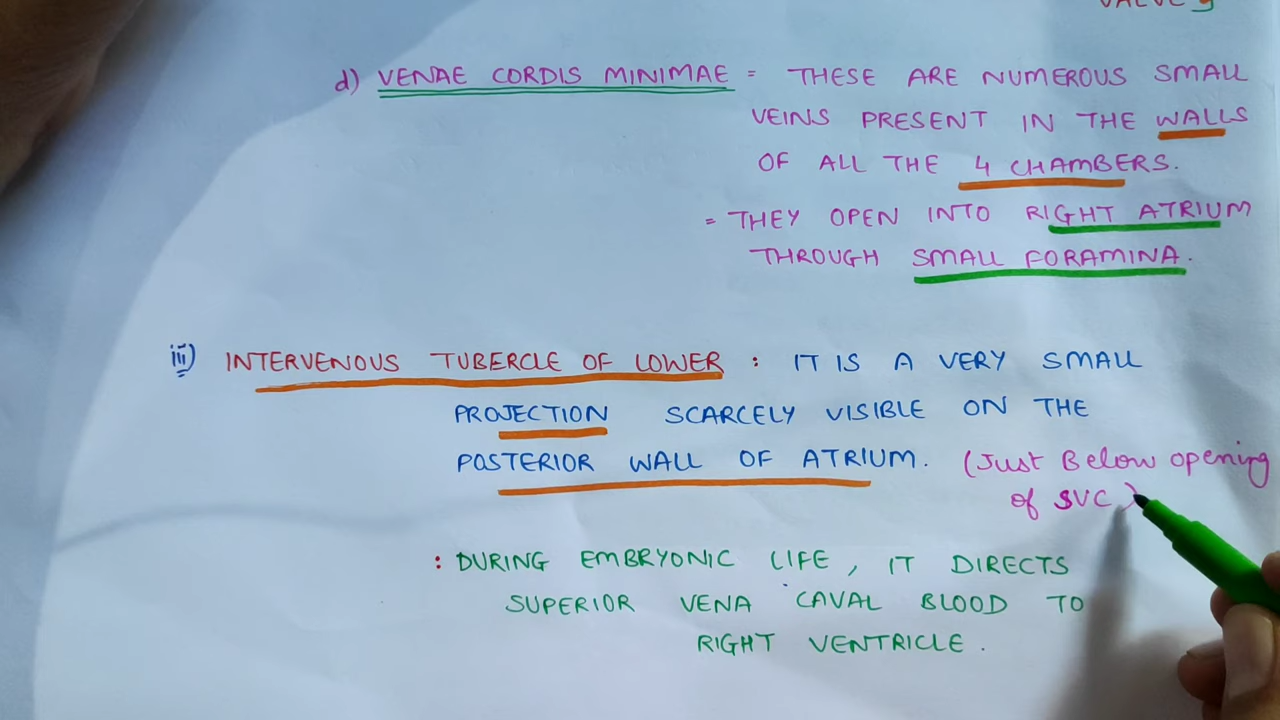 VALVE
d) VENAE CORDIS MINIMAE = THESE ARE NUMEROUS SMALL
VEINS PRESENT IN THE WALLS
OF ALL THE 4 CHAMBERS.
= THEY OPEN INTO RIGHT ATRIUM
THROUGH SMALL FORAMINA.
iii) INTERVENOUS TUBERCLE OF LOWER : IT IS A VERY SMALL
PROJECTION SCARCELY VISIBLE ON THE
POSTERIOR WALL OF ATRIUM. (Just Below opening
of SVC)
: DURING EMBRYONIC LIFE, IT DIRECTS
SUPERIOR VENA CAVAL BLOOD TO
RIGHT VENTRICLE.